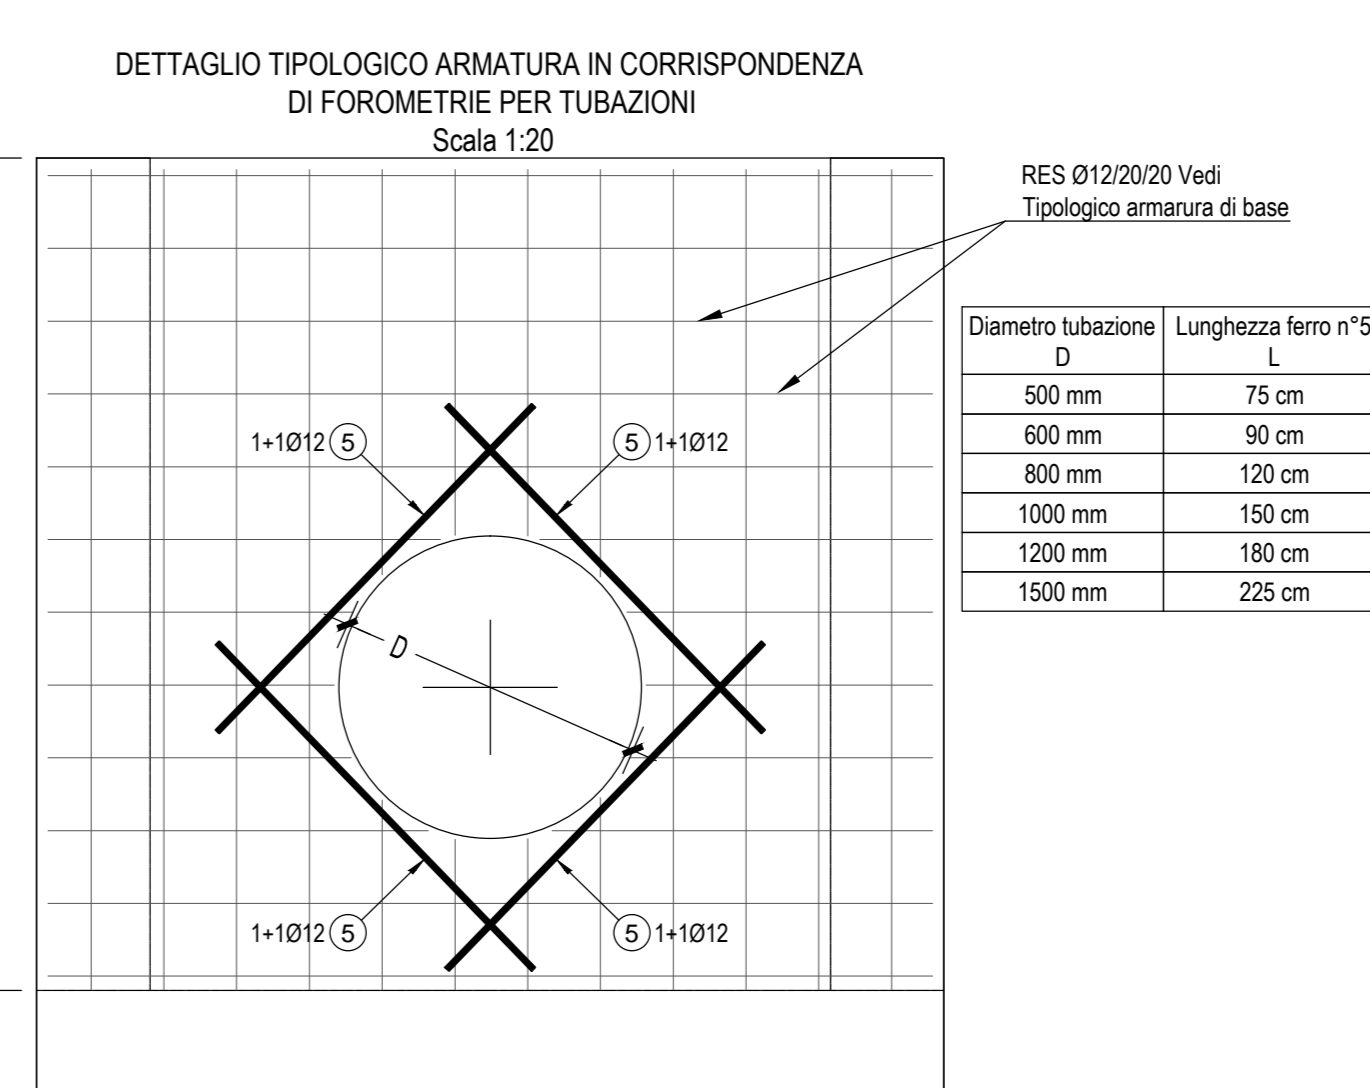 DETTAGLIO TIPOLOGICO ARMATURA IN CORRISPONDENZA
DI FOROMETRIE PER TUBAZIONI
Scala 1:20
RES Ø12/20/20 Vedi
Tipologico armarura di base
Diametro tubazione D
Lunghezza ferro n°5 L
500 mm 75 cm
600 mm 90 cm
800 mm 120 cm
1000 mm 150 cm
1200 mm 180 cm
1500 mm 225 cm
1+1Ø12 5
5 1+1Ø12
D
1+1Ø12 5
5 1+1Ø12